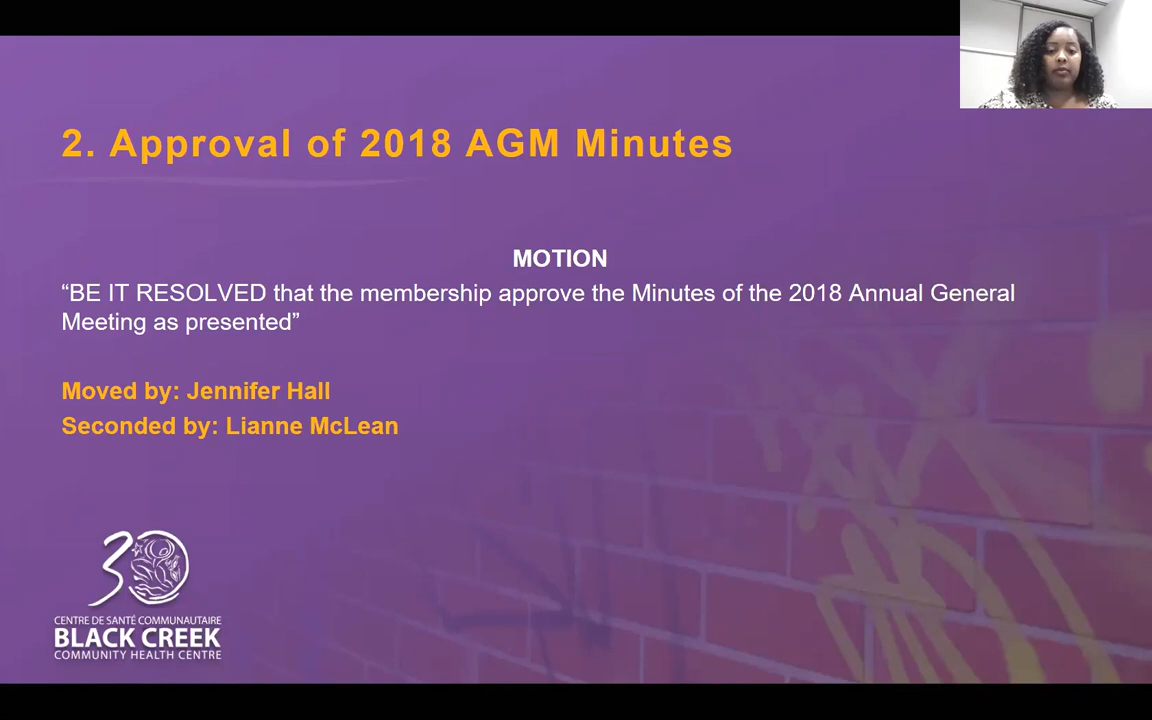 2. Approval of 2018 AGM Minutes
MOTION
“BE IT RESOLVED that the membership approve the Minutes of the 2018 Annual General
Meeting as presented”
Moved by: Jennifer Hall
Seconded by: Lianne McLean
30
CENTRE DE SANTÉ COMMUNAUTAIRE
BLACK CREEK
COMMUNITY HEALTH CENTRE